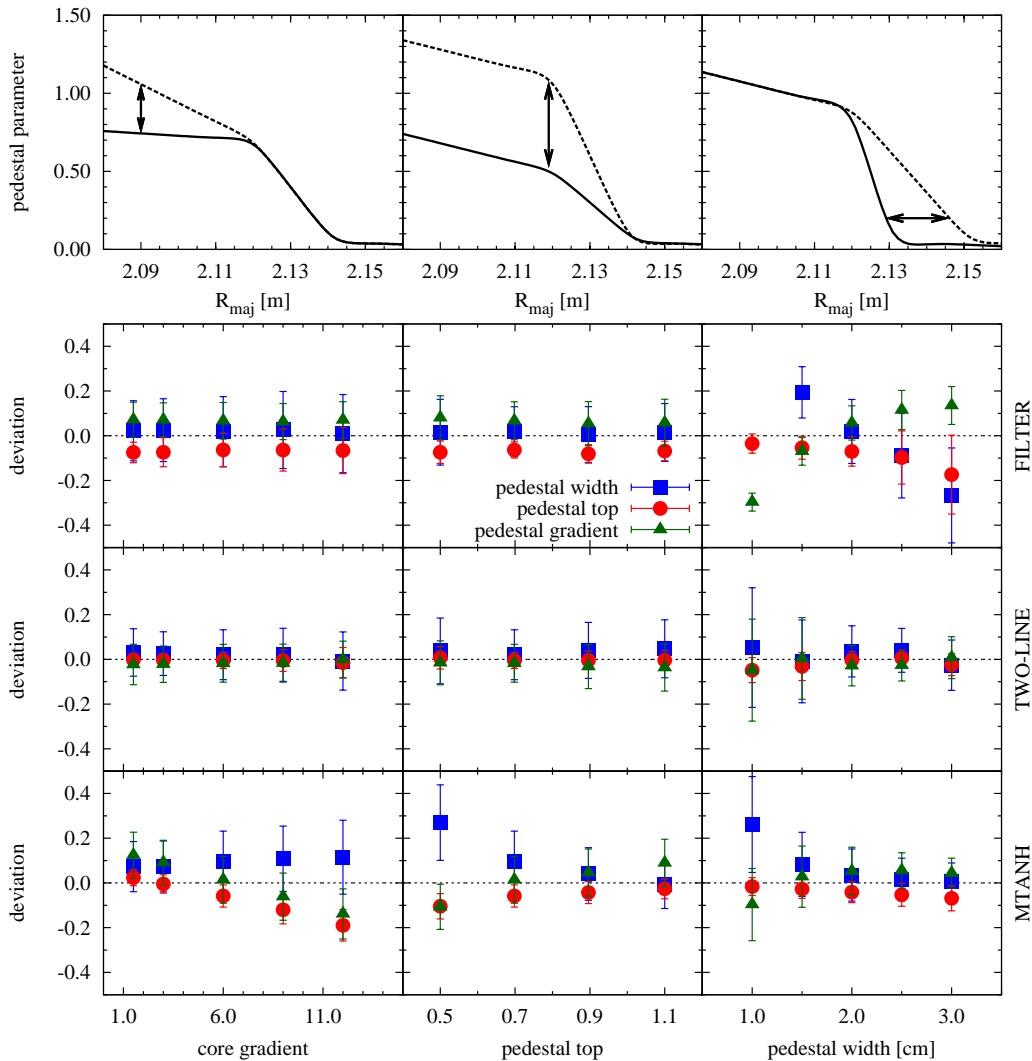 1.50
1.00
0.50
0.00
pedestal parameter
2.09 2.11 2.13 2.15
2.09 2.11 2.13 2.15
2.09 2.11 2.13 2.15
R_maj [m]
R_maj [m]
R_maj [m]
0.4
0.2
0.0
-0.2
-0.4
deviation
pedestal width
pedestal top
pedestal gradient
FILTER
0.4
0.2
0.0
-0.2
-0.4
deviation
TWO-LINE
0.4
0.2
0.0
-0.2
-0.4
deviation
MTANH
1.0 6.0 11.0
0.5 0.7 0.9 1.1
1.0 2.0 3.0
core gradient
pedestal top
pedestal width [cm]